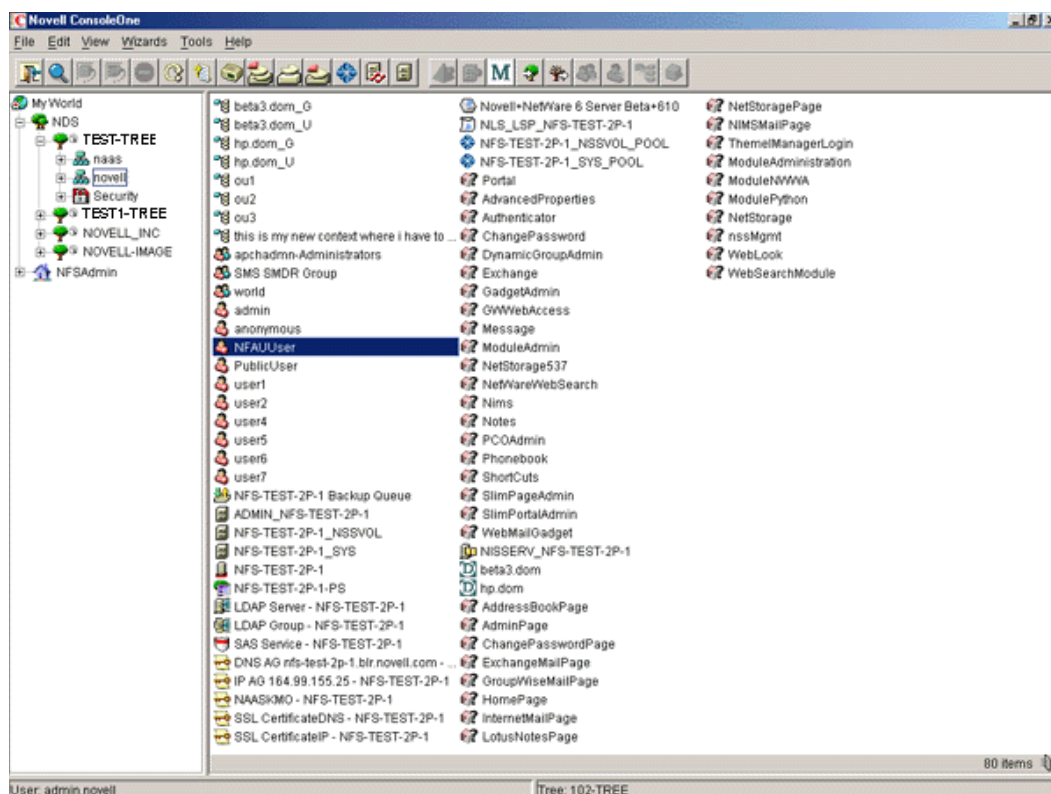 Novell ConsoleOne
File Edit View Wizards Tools Help
My World
NDS
TEST-TREE
naas
novell
Security
TEST1-TREE
NOVELL_INC
NOVELL-IMAGE
NFSAdmin
beta3.dom_G
beta3.dom_U
hp.dom_G
hp.dom_U
ou1
ou2
ou3
this is my new context where i have to ...
apchadmn-Administrators
SMS SMDR Group
world
admin
anonymous
NFAUUser
PublicUser
user1
user2
user4
user5
user6
user7
NFS-TEST-2P-1 Backup Queue
ADMIN_NFS-TEST-2P-1
NFS-TEST-2P-1_NSSVOL
NFS-TEST-2P-1_SYS
NFS-TEST-2P-1
NFS-TEST-2P-1-PS
LDAP Server - NFS-TEST-2P-1
LDAP Group - NFS-TEST-2P-1
SAS Service - NFS-TEST-2P-1
DNS AG nfs-test-2p-1.blr.novell.com - ...
IP AG 164.99.155.25 - NFS-TEST-2P-1
NAASKMO - NFS-TEST-2P-1
SSL CertificateDNS - NFS-TEST-2P-1
SSL CertificateIP - NFS-TEST-2P-1
Novell+NetWare 6 Server Beta+610
NLS_LSP_NFS-TEST-2P-1
NFS-TEST-2P-1_NSSVOL_POOL
NFS-TEST-2P-1_SYS_POOL
Portal
AdvancedProperties
Authenticator
ChangePassword
DynamicGroupAdmin
Exchange
GadgetAdmin
GWWebAccess
Message
ModuleAdmin
NetStorage537
NetWareWebSearch
Nims
Notes
PCOAdmin
Phonebook
ShortCuts
SlimPageAdmin
SlimPortalAdmin
WebMailGadget
NISSERV_NFS-TEST-2P-1
beta3.dom
hp.dom
AddressBookPage
AdminPage
ChangePasswordPage
ExchangeMailPage
GroupWiseMailPage
HomePage
InternetMailPage
LotusNotesPage
NetStoragePage
NIMSMailPage
ThemelManagerLogin
ModuleAdministration
ModuleNWWA
ModulePython
NetStorage
nssMgmt
WebLook
WebSearchModule
80 items
User: admin.novell
Tree: 102-TREE